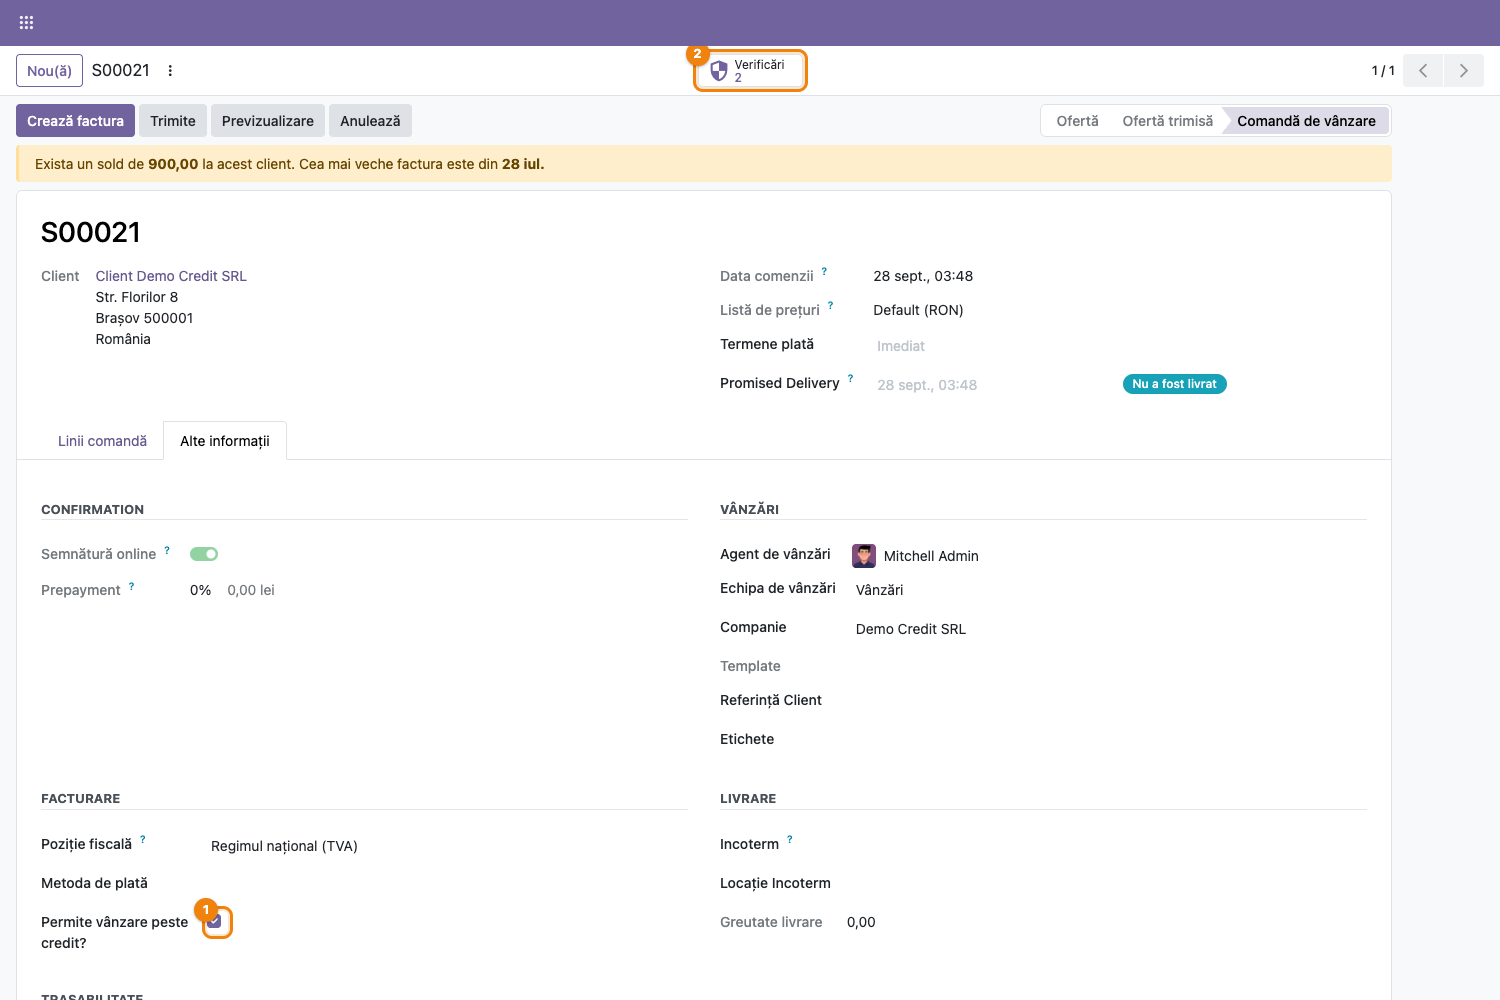 Nou(ă)
S00021
2
Verificări
2
1 / 1
Crează factura
Trimite
Previzualizare
Anulează
Ofertă
Ofertă trimisă
Comandă de vânzare
Exista un sold de 900,00 la acest client. Cea mai veche factura este din 28 iul.
S00021
Client
Client Demo Credit SRL
Str. Florilor 8
Brașov 500001
România
Data comenzii ?
28 sept., 03:48
Listă de prețuri ?
Default (RON)
Termene plată
Imediat
Promised Delivery ?
28 sept., 03:48
Nu a fost livrat
Linii comandă
Alte informații
CONFIRMATION
Semnătură online ?
Prepayment ?
0%
0,00 lei
VÂNZĂRI
Agent de vânzări
Mitchell Admin
Echipa de vânzări
Vânzări
Companie
Demo Credit SRL
Template
Referință Client
Etichete
FACTURARE
Poziție fiscală ?
Regimul național (TVA)
Metoda de plată
Permite vânzare peste
credit?
1
LIVRARE
Incoterm ?
Locație Incoterm
Greutate livrare
0,00
TRASABILITATE